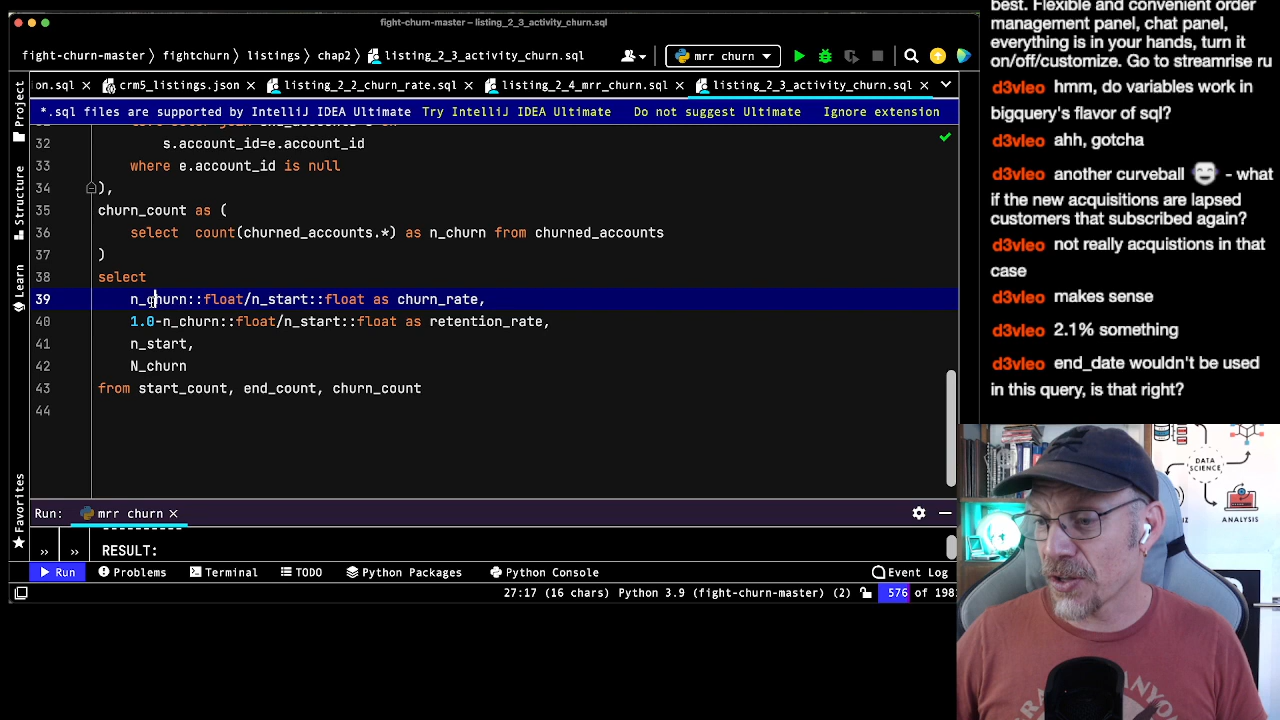 fight-churn-master – listing_2_3_activity_churn.sql
fight-churn-master › fightchurn › listings › chap2 › listing_2_3_activity_churn.sql
mrr churn
on.sql
crm5_listings.json
listing_2_2_churn_rate.sql
listing_2_4_mrr_churn.sql
listing_2_3_activity_churn.sql
*.sql files are supported by IntelliJ IDEA Ultimate Try IntelliJ IDEA Ultimate Do not suggest Ultimate Ignore extension
Project
Structure
Learn
Favorites
32 s.account_id=e.account_id
33 where e.account_id is null
34 ),
35 churn_count as (
36 select count(churned_accounts.*) as n_churn from churned_accounts
37 )
38 select
39 n_churn::float/n_start::float as churn_rate,
40 1.0-n_churn::float/n_start::float as retention_rate,
41 n_start,
42 N_churn
43 from start_count, end_count, churn_count
44
Run: mrr churn
RESULT:
Run Problems Terminal TODO Python Packages Python Console Event Log
27:17 (16 chars) Python 3.9 (fight-churn-master) (2) 576 of 1981
best. Flexible and convenient order
management panel, chat panel,
everything is in your hands, turn it
on/off/customize. Go to streamrise ru
d3vleo hmm, do variables work in
bigquery's flavor of sql?
d3vleo ahh, gotcha
d3vleo another curveball - what
if the new acquisitions are lapsed
customers that subscribed again?
d3vleo not really acquistions in that
case
d3vleo makes sense
d3vleo 2.1% something
d3vleo end_date wouldn't be used
in this query, is that right?
DATA
SCIENCE
ANALYSIS